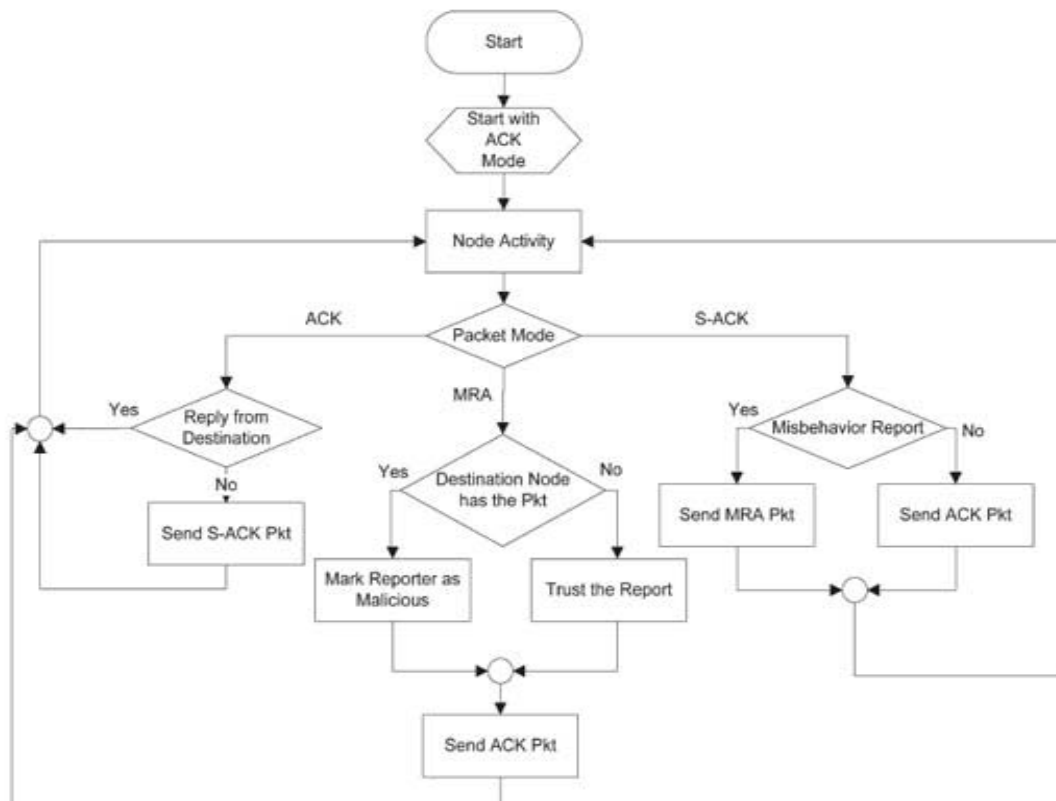 Start
Start with
ACK
Mode
Node Activity
ACK
Packet Mode
S-ACK
MRA
Yes
Reply from
Destination
No
Send S-ACK Pkt
Yes
Destination Node
has the Pkt
No
Mark Reporter as
Malicious
Trust the Report
Send ACK Pkt
Yes
Misbehavior Report
No
Send MRA Pkt
Send ACK Pkt